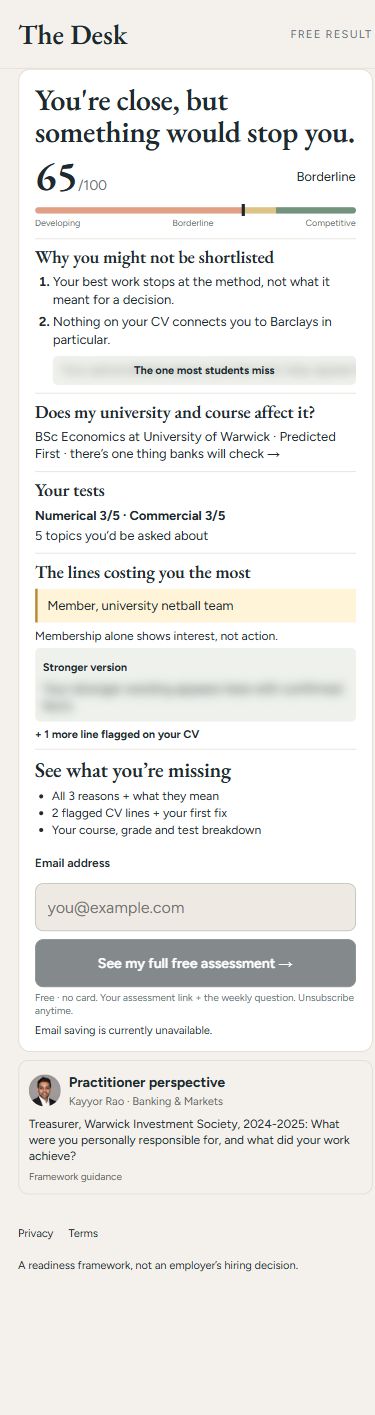 The Desk
FREE RESULT
You're close, but
something would stop you.
65/100
Borderline
Developing
Borderline
Competitive
Why you might not be shortlisted
1. Your best work stops at the method, not what it
meant for a decision.
2. Nothing on your CV connects you to Barclays in
particular.
The one most students miss
Does my university and course affect it?
BSc Economics at University of Warwick · Predicted
First · there's one thing banks will check →
Your tests
Numerical 3/5 · Commercial 3/5
5 topics you'd be asked about
The lines costing you the most
Member, university netball team
Membership alone shows interest, not action.
Stronger version
+ 1 more line flagged on your CV
See what you're missing
• All 3 reasons + what they mean
• 2 flagged CV lines + your first fix
• Your course, grade and test breakdown
Email address
you@example.com
See my full free assessment →
Free · no card. Your assessment link + the weekly question. Unsubscribe
anytime.
Email saving is currently unavailable.
Practitioner perspective
Kayyor Rao · Banking & Markets
Treasurer, Warwick Investment Society, 2024-2025: What
were you personally responsible for, and what did your work
achieve?
Framework guidance
Privacy
Terms
A readiness framework, not an employer's hiring decision.